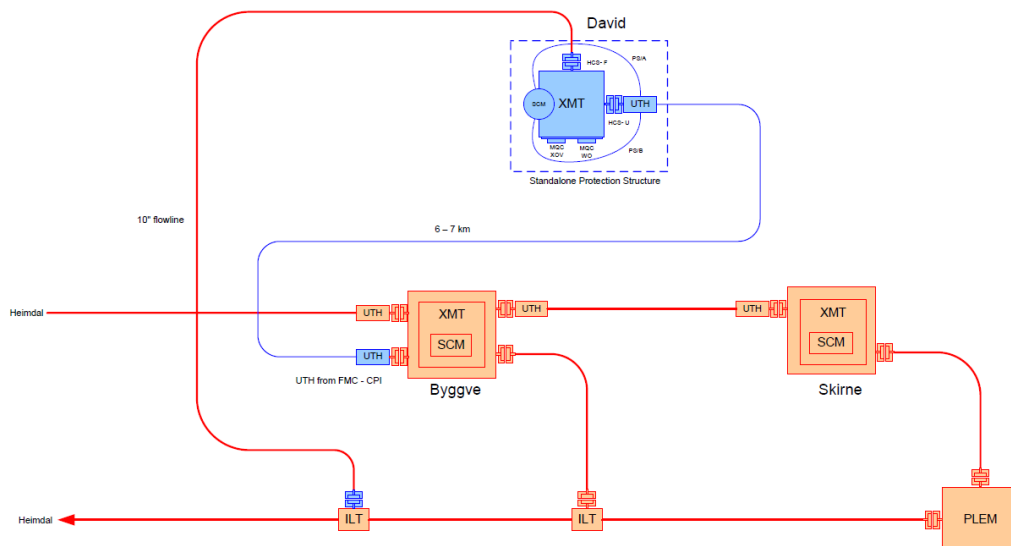 David
PS/A
HCS- F
SCM
XMT
UTH
HCS- U
MQC
XOV
MQC
WO
PS/B
Standalone Protection Structure
10" flowline
6 – 7 km
Heimdal
UTH
XMT
SCM
UTH
UTH
XMT
SCM
UTH
UTH from FMC - CPI
Byggve
Skirne
Heimdal
ILT
ILT
PLEM